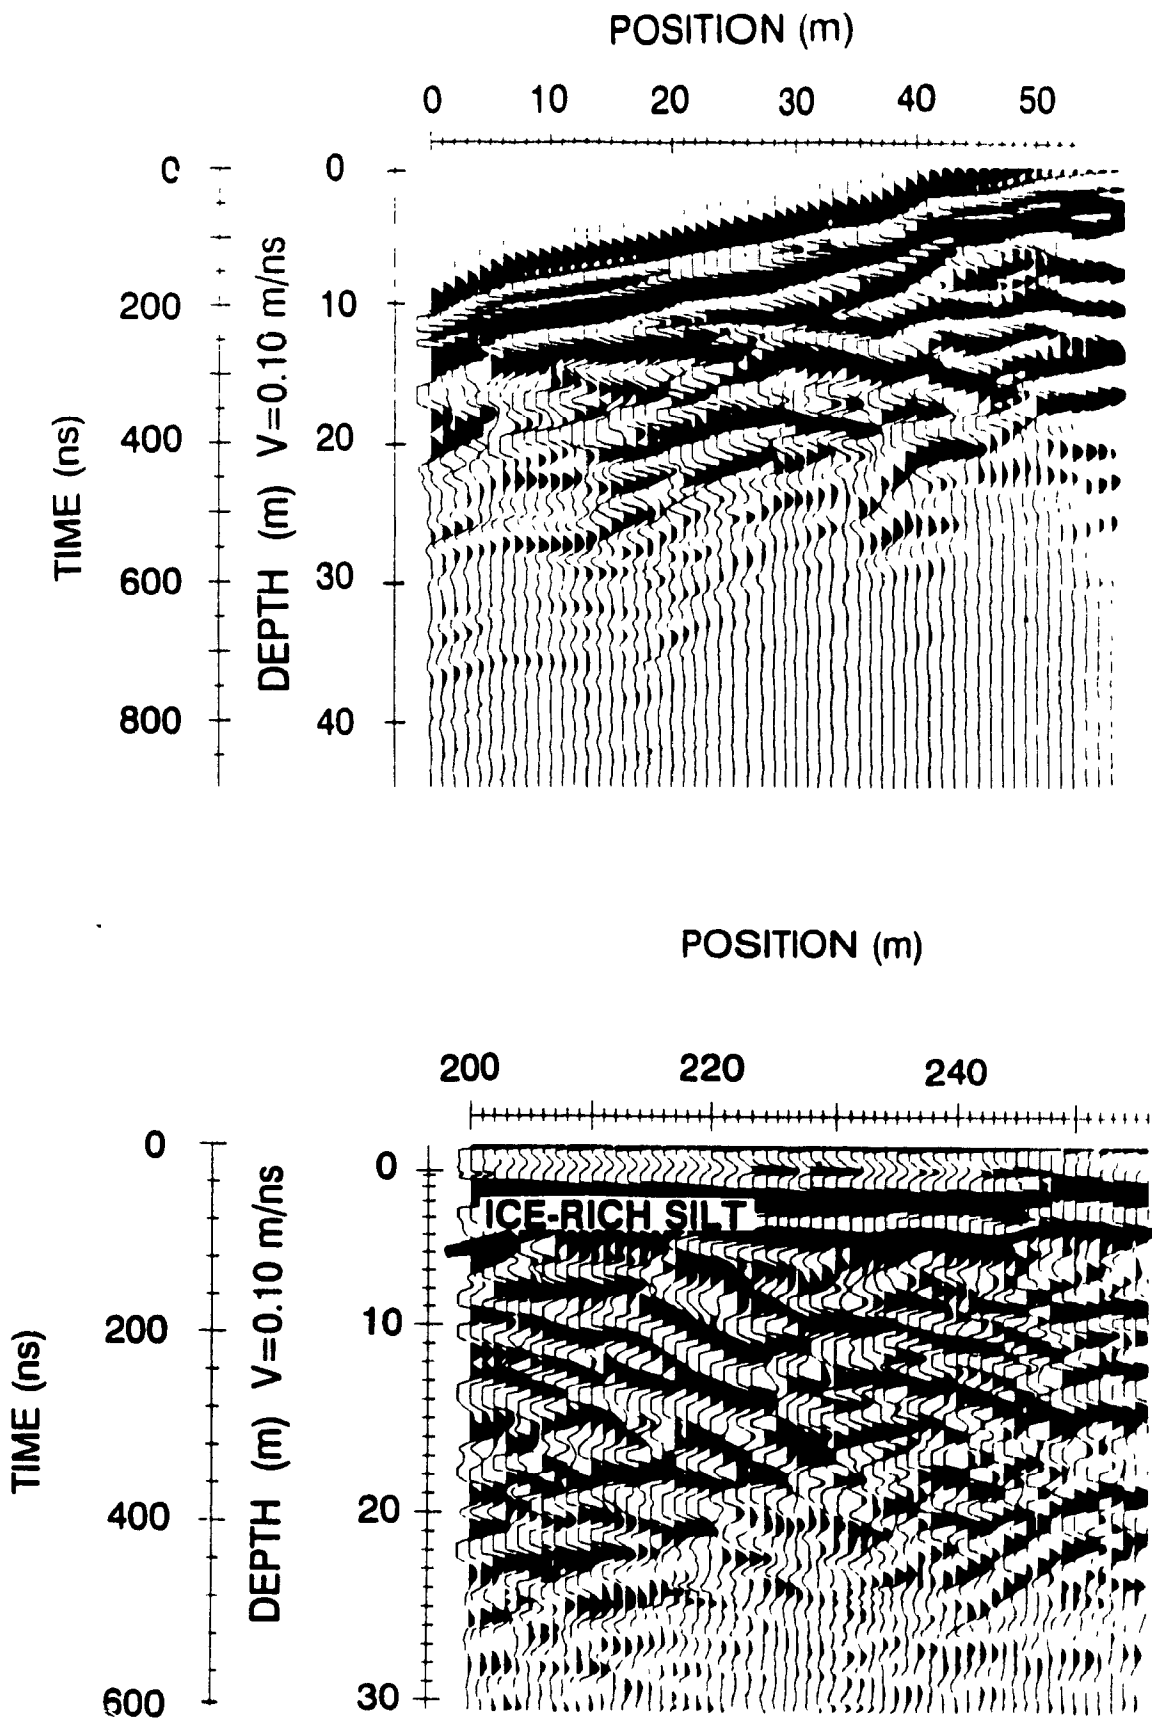 POSITION (m)
0 10 20 30 40 50
0
200
400
600
800
TIME (ns)
0
10
20
30
40
DEPTH (m) V=0.10 m/ns
POSITION (m)
200 220 240
0
200
400
600
TIME (ns)
0
10
20
30
DEPTH (m) V=0.10 m/ns
ICE-RICH SILT